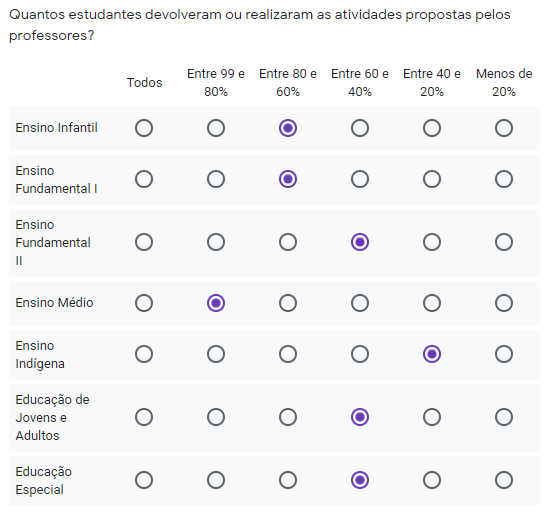 Quantos estudantes devolveram ou realizaram as atividades propostas pelos
professores?
Todos
Entre 99 e
80%
Entre 80 e
60%
Entre 60 e
40%
Entre 40 e
20%
Menos de
20%
Ensino Infantil
Ensino
Fundamental I
Ensino
Fundamental
II
Ensino Médio
Ensino
Indígena
Educação de
Jovens e
Adultos
Educação
Especial